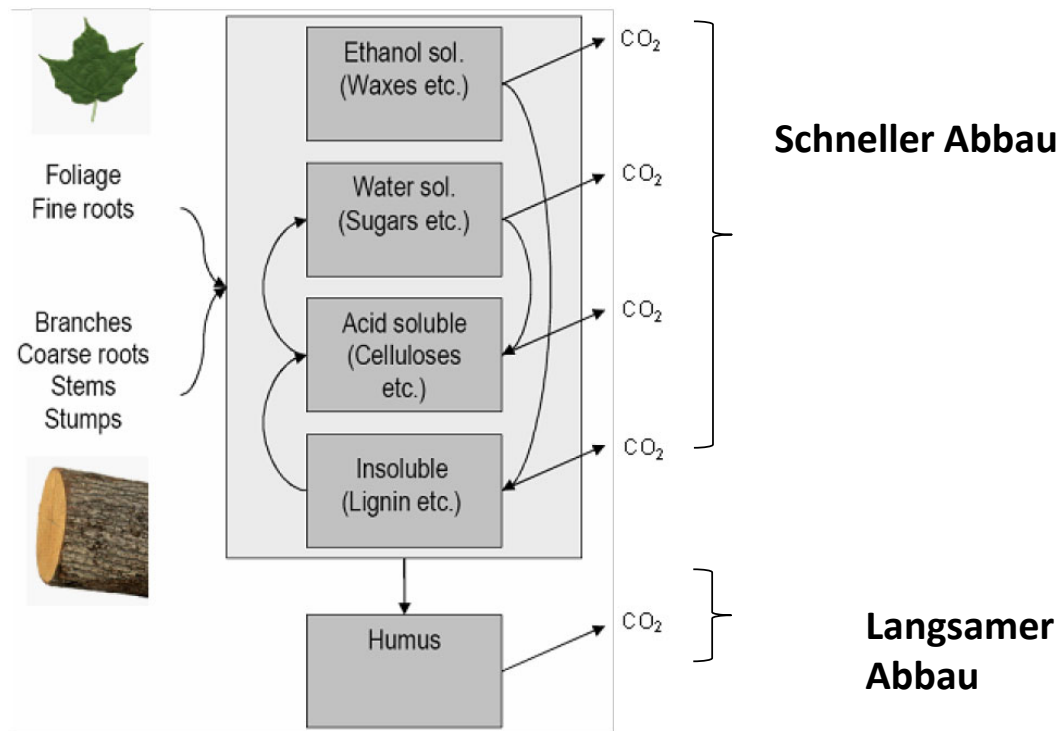 Foliage
Fine roots
Branches
Coarse roots
Stems
Stumps
Ethanol sol.
(Waxes etc.)
Water sol.
(Sugars etc.)
Acid soluble
(Celluloses
etc.)
Insoluble
(Lignin etc.)
Humus
CO₂
CO₂
CO₂
CO₂
CO₂
Schneller Abbau
Langsamer
Abbau